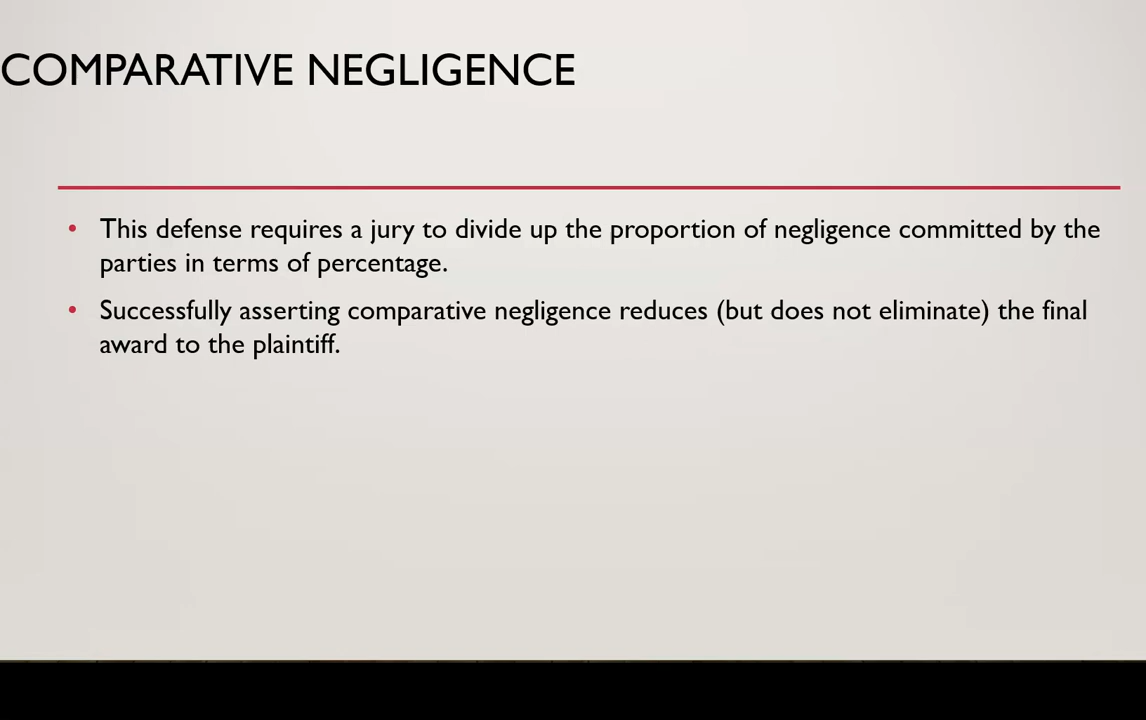 COMPARATIVE NEGLIGENCE
• This defense requires a jury to divide up the proportion of negligence committed by the
parties in terms of percentage.
• Successfully asserting comparative negligence reduces (but does not eliminate) the final
award to the plaintiff.